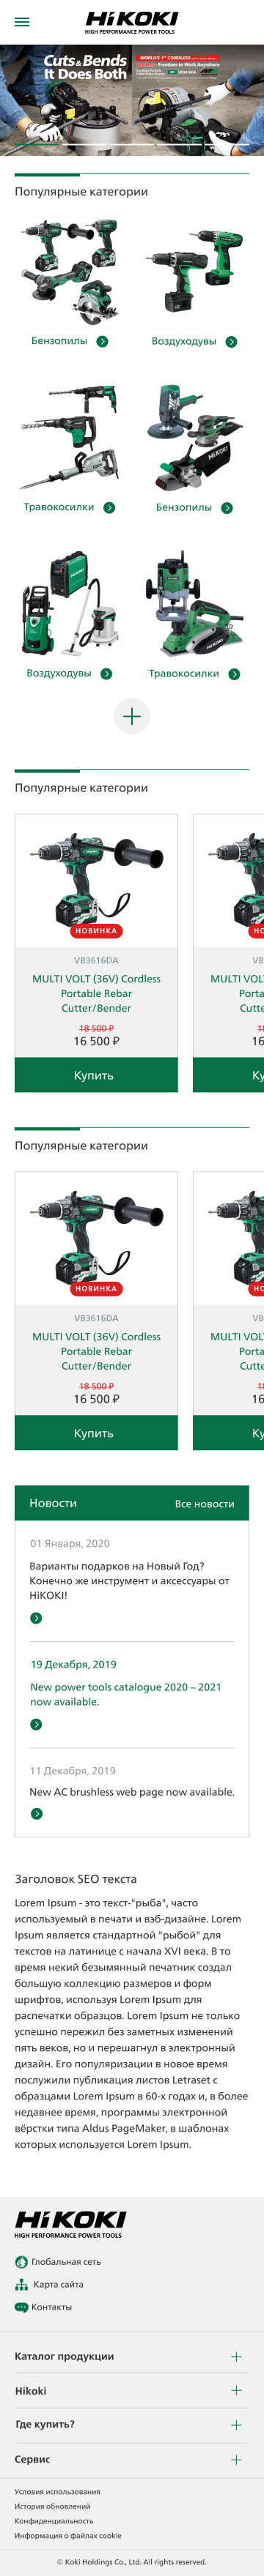 HiKOKI
HIGH PERFORMANCE POWER TOOLS
Cuts & Bends
It Does Both
WORLD'S 1ST CORDLESS
Freedom to Work Anywhere
Популярные категории
Бензопилы
Воздуходувы
Травокосилки
Бензопилы
Воздуходувы
Травокосилки
Популярные категории
НОВИНКА
НО
VB3616DA
VB
MULTI VOLT (36V) Cordless
MULTI VOL
Portable Rebar
Porta
Cutter/Bender
Cutte
18 500 ₽
18
16 500 ₽
16
Купить
Ку
Популярные категории
НОВИНКА
НО
VB3616DA
VB
MULTI VOLT (36V) Cordless
MULTI VOL
Portable Rebar
Porta
Cutter/Bender
Cutte
18 500 ₽
18
16 500 ₽
16
Купить
Ку
Новости
Все новости
01 Января, 2020
Варианты подарков на Новый Год?
Конечно же инструмент и аксессуары от
HiKOKI!
19 Декабря, 2019
New power tools catalogue 2020 – 2021
now available.
11 Декабря, 2019
New AC brushless web page now available.
Заголовок SEO текста
Lorem Ipsum - это текст-"рыба", часто
используемый в печати и вэб-дизайне. Lorem
Ipsum является стандартной "рыбой" для
текстов на латинице с начала XVI века. В то
время некий безымянный печатник создал
большую коллекцию размеров и форм
шрифтов, используя Lorem Ipsum для
распечатки образцов. Lorem Ipsum не только
успешно пережил без заметных изменений
пять веков, но и перешагнул в электронный
дизайн. Его популяризации в новое время
послужили публикация листов Letraset с
образцами Lorem Ipsum в 60-х годах и, в более
недавнее время, программы электронной
вёрстки типа Aldus PageMaker, в шаблонах
которых используется Lorem Ipsum.
HiKOKI
HIGH PERFORMANCE POWER TOOLS
Глобальная сеть
Карта сайта
Контакты
Каталог продукции
Hikoki
Где купить?
Сервис
Условия использования
История обновлений
Конфиденциальность
Информация о файлах cookie
© Koki Holdings Co., Ltd. All rights reserved.